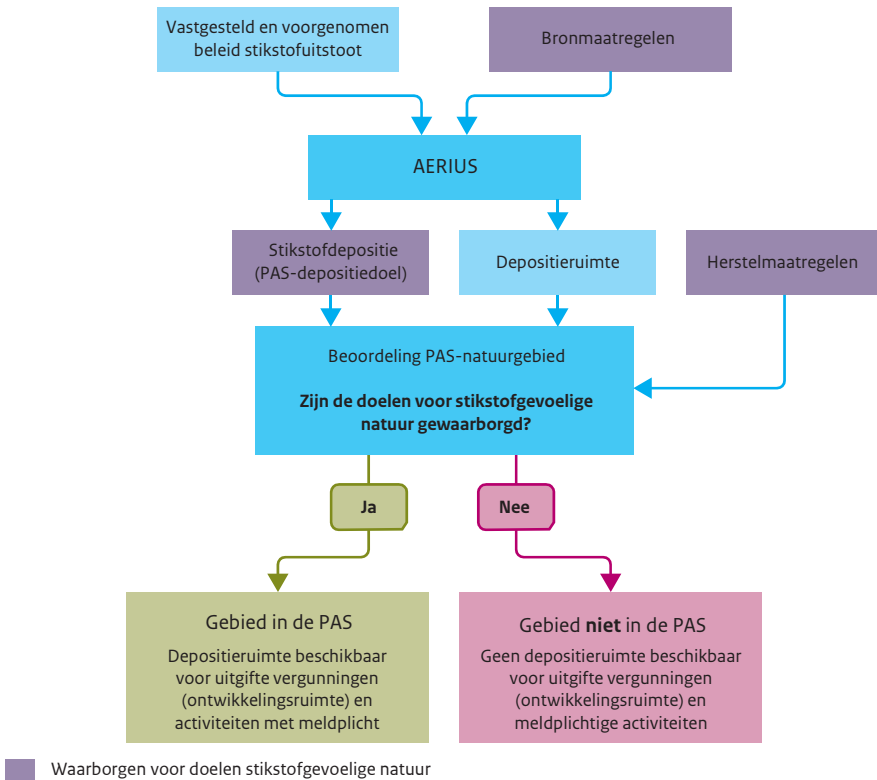 Vastgesteld en voorgenomen
beleid stikstofuitstoot
Bronmaatregelen
AERIUS
Stikstofdepositie
(PAS-depositiedoel)
Depositieruimte
Herstelmaatregelen
Beoordeling PAS-natuurgebied
Zijn de doelen voor stikstofgevoelige
natuur gewaarborgd?
Ja
Nee
Gebied in de PAS
Depositieruimte beschikbaar
voor uitgifte vergunningen
(ontwikkelingsruimte) en
activiteiten met meldplicht
Gebied niet in de PAS
Geen depositieruimte beschikbaar
voor uitgifte vergunningen
(ontwikkelingsruimte) en
meldplichtige activiteiten
Waarborgen voor doelen stikstofgevoelige natuur